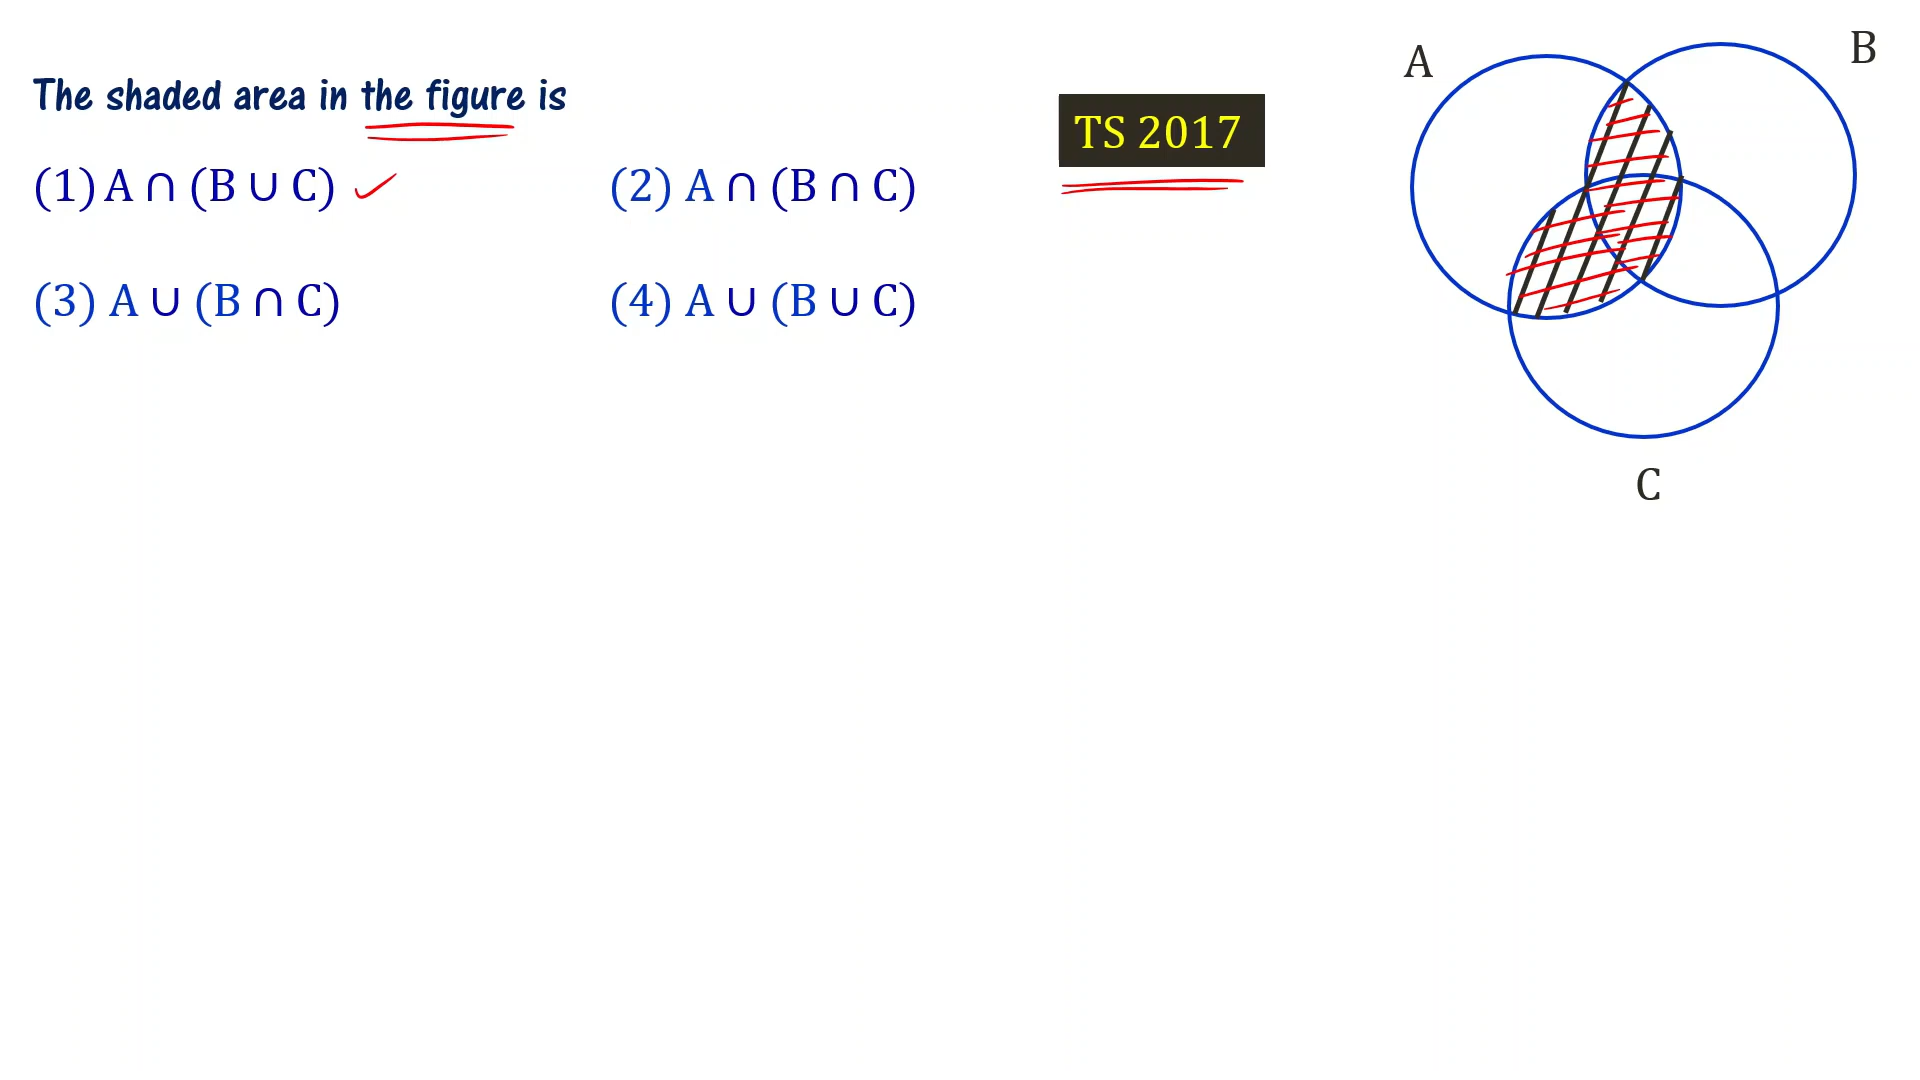 The shaded area in the figure is
TS 2017
(1) A ∩ (B ∪ C) ✓
(2) A ∩ (B ∩ C)
(3) A ∪ (B ∩ C)
(4) A ∪ (B ∪ C)
A
B
C